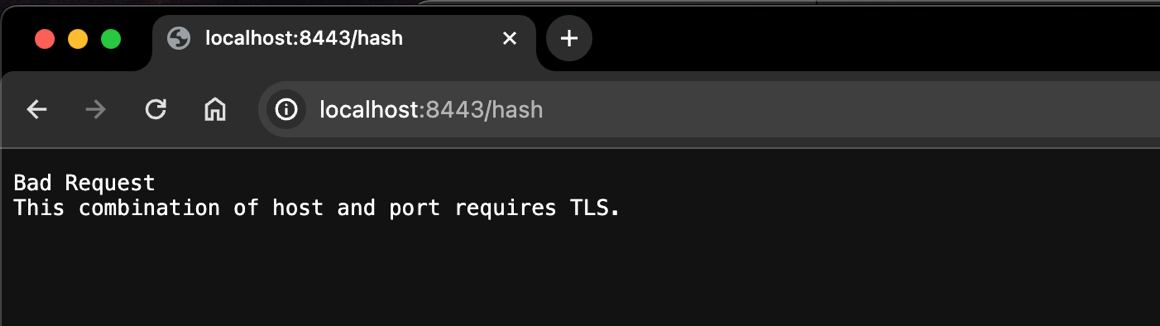 localhost:8443/hash
localhost:8443/hash
Bad Request
This combination of host and port requires TLS.